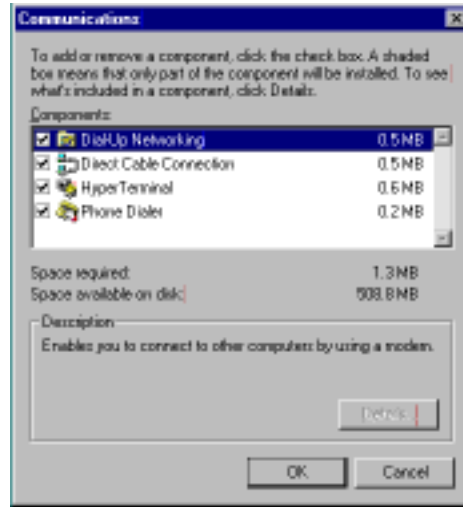 Communications
To add or remove a component, click the check box. A shaded
box means that only part of the component will be installed. To see
what's included in a component, click Details.
Components:
Dial-Up Networking 0.5 MB
Direct Cable Connection 0.5 MB
HyperTerminal 0.6 MB
Phone Dialer 0.2 MB
Space required: 1.3 MB
Space available on disk: 508.8 MB
Description
Enables you to connect to other computers by using a modem.
Details...
OK
Cancel